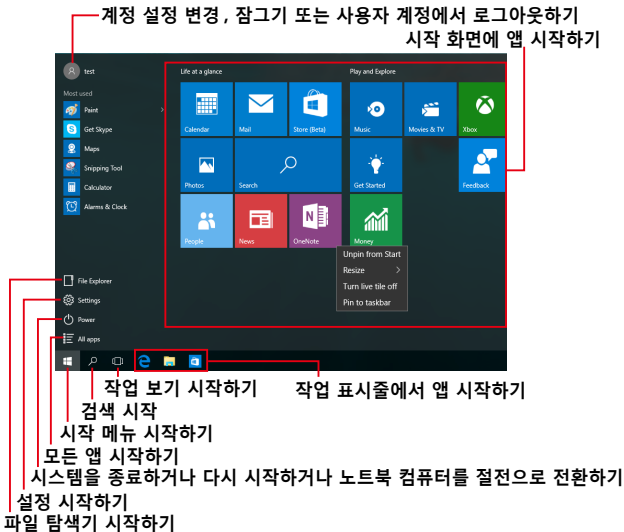 계정 설정 변경, 잠그기 또는 사용자 계정에서 로그아웃하기
시작 화면에 앱 시작하기
test
Life at a glance
Play and Explore
Most used
Paint
Get Skype
Maps
Snipping Tool
Calculator
Alarms & Clock
Calendar
Mail
Store (Beta)
Music
Movies & TV
Xbox
Photos
Search
Get Started
Feedback
People
News
OneNote
Money
Unpin from Start
Resize
Turn live tile off
Pin to taskbar
File Explorer
Settings
Power
All apps
작업 보기 시작하기
작업 표시줄에서 앱 시작하기
검색 시작
시작 메뉴 시작하기
모든 앱 시작하기
시스템을 종료하거나 다시 시작하거나 노트북 컴퓨터를 절전으로 전환하기
설정 시작하기
파일 탐색기 시작하기